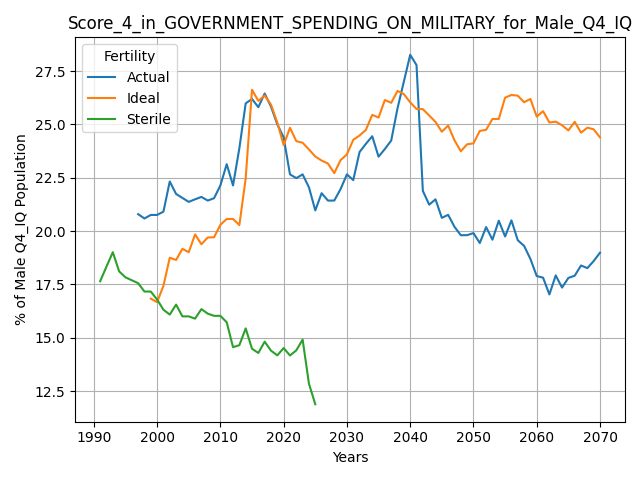 Score_4_in_GOVERNMENT_SPENDING_ON_MILITARY_for_Male_Q4_IQ
Fertility
Actual
Ideal
Sterile
% of Male Q4_IQ Population
27.5
25.0
22.5
20.0
17.5
15.0
12.5
1990 2000 2010 2020 2030 2040 2050 2060 2070
Years